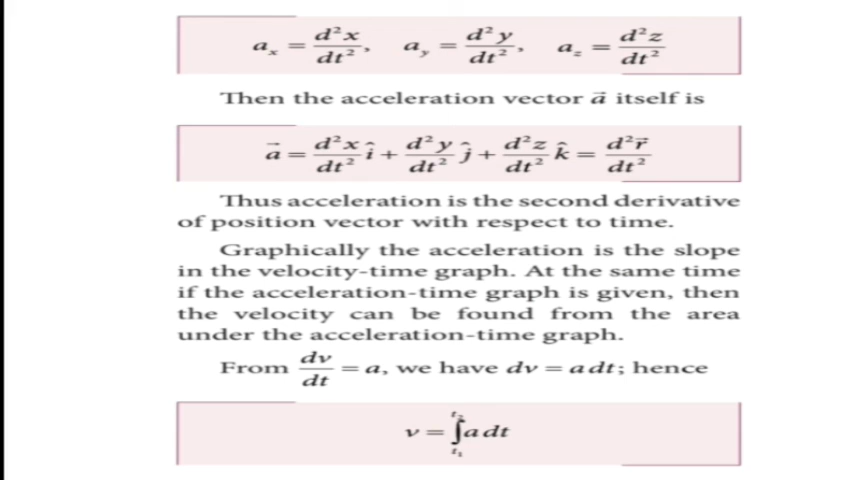 aₓ = d²x/dt², a_y = d²y/dt², a_z = d²z/dt²
Then the acceleration vector a⃗ itself is
a⃗ = d²x/dt² î + d²y/dt² ĵ + d²z/dt² k̂ = d²r⃗/dt²
Thus acceleration is the second derivative
of position vector with respect to time.
Graphically the acceleration is the slope
in the velocity-time graph. At the same time
if the acceleration-time graph is given, then
the velocity can be found from the area
under the acceleration-time graph.
From dv/dt = a, we have dv = a dt; hence
v = ∫_{t₁}^{t₂} a dt